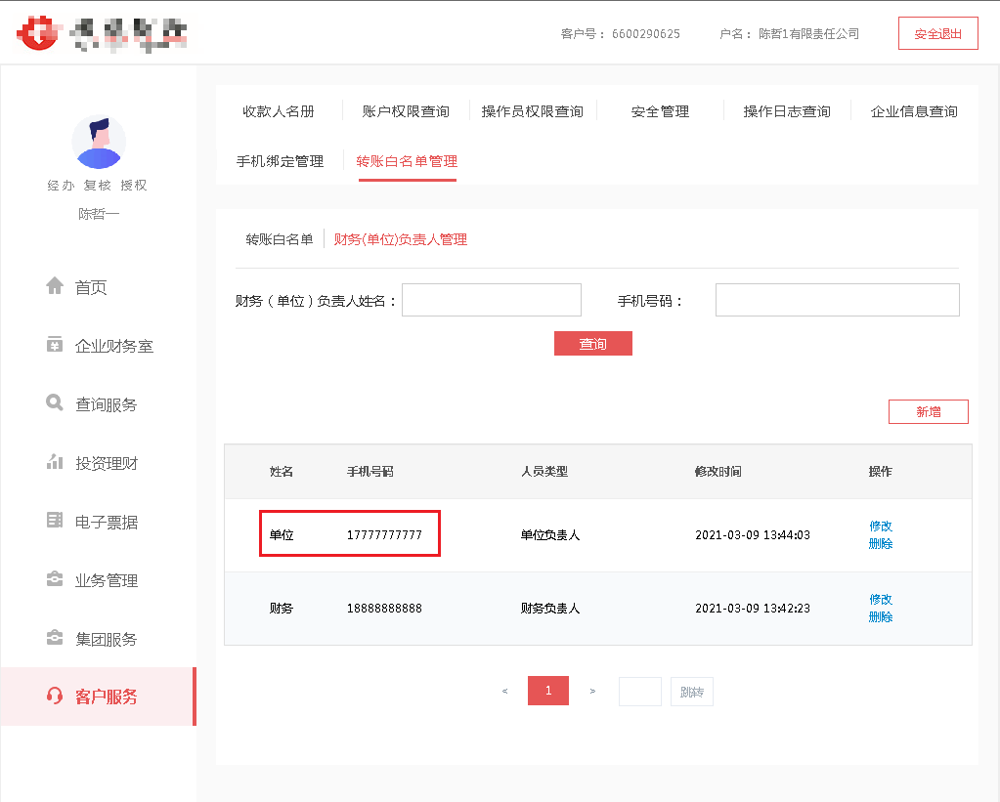 客户号： 6600290625 户名： 陈哲1有限责任公司 安全退出
收款人名册 账户权限查询 操作员权限查询 安全管理 操作日志查询 企业信息查询
手机绑定管理 转账白名单管理
经办 复核 授权
陈哲一
首页
企业财务室
查询服务
投资理财
电子票据
业务管理
集团服务
客户服务
转账白名单 财务(单位)负责人管理
财务（单位）负责人姓名： 手机号码：
查询
新增
姓名 手机号码 人员类型 修改时间 操作
单位 17777777777 单位负责人 2021-03-09 13:44:03 修改
删除
财务 18888888888 财务负责人 2021-03-09 13:42:23 修改
删除
< 1 > 跳转